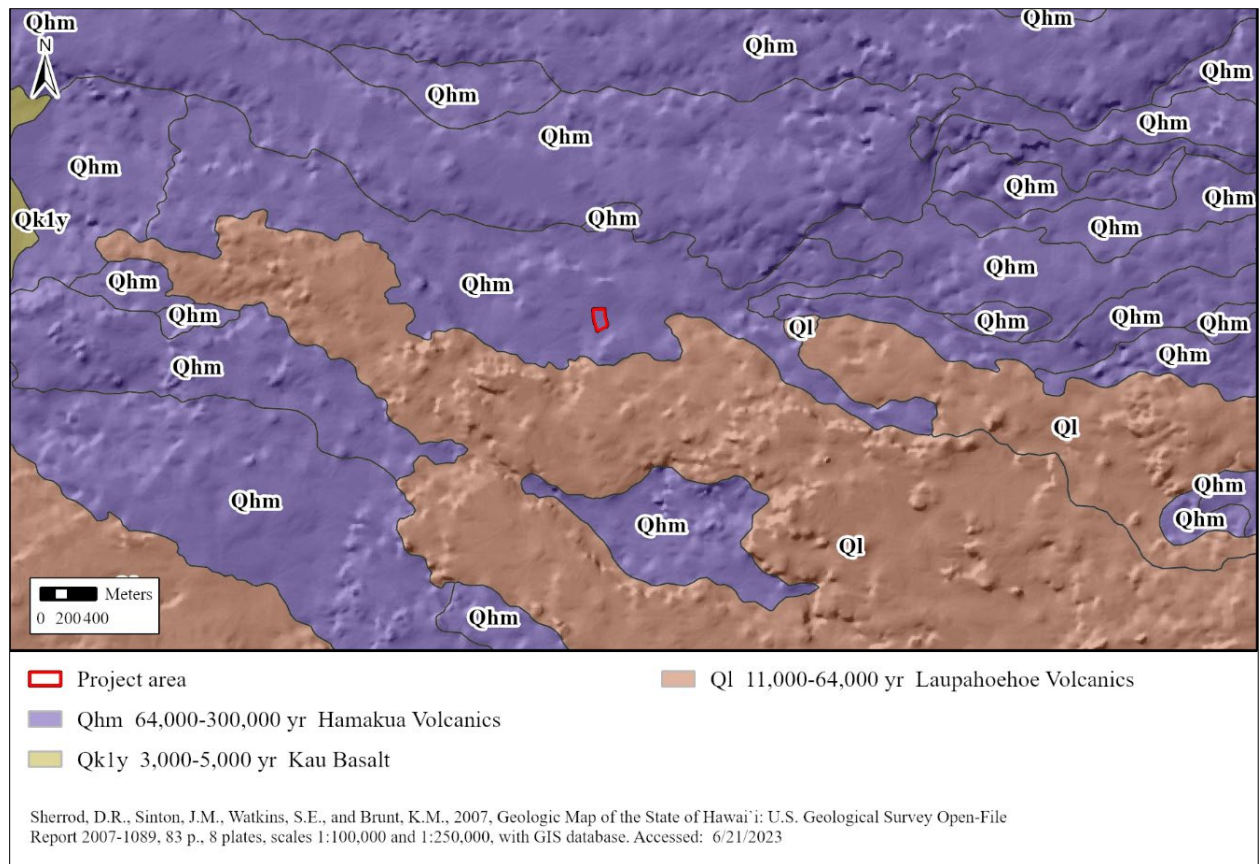 Qhm
N
Qhm
Qhm
Qhm
Qhm
Qhm
Qhm
Qhm
Qhm
Qhm
Qk1y
Qhm
Qhm
Qhm
Qhm
Qhm
Qhm
Qhm
Ql
Qhm
Qhm
Qhm
Qhm
Qhm
Ql
Qhm
Qhm
Qhm
Qhm
Ql
Meters
0 200400
Qhm
Project area
Qhm 64,000-300,000 yr Hamakua Volcanics
Qk1y 3,000-5,000 yr Kau Basalt
Ql 11,000-64,000 yr Laupahoehoe Volcanics
Sherrod, D.R., Sinton, J.M., Watkins, S.E., and Brunt, K.M., 2007, Geologic Map of the State of Hawai`i: U.S. Geological Survey Open-File
Report 2007-1089, 83 p., 8 plates, scales 1:100,000 and 1:250,000, with GIS database. Accessed: 6/21/2023